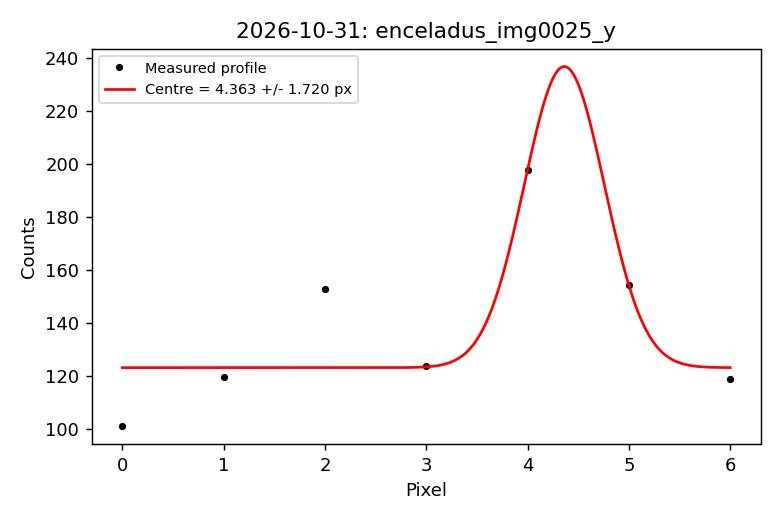 2026-10-31: enceladus_img0025_y
Measured profile
Centre = 4.363 +/- 1.720 px
240
220
200
180
160
140
120
100
Counts
0 1 2 3 4 5 6
Pixel